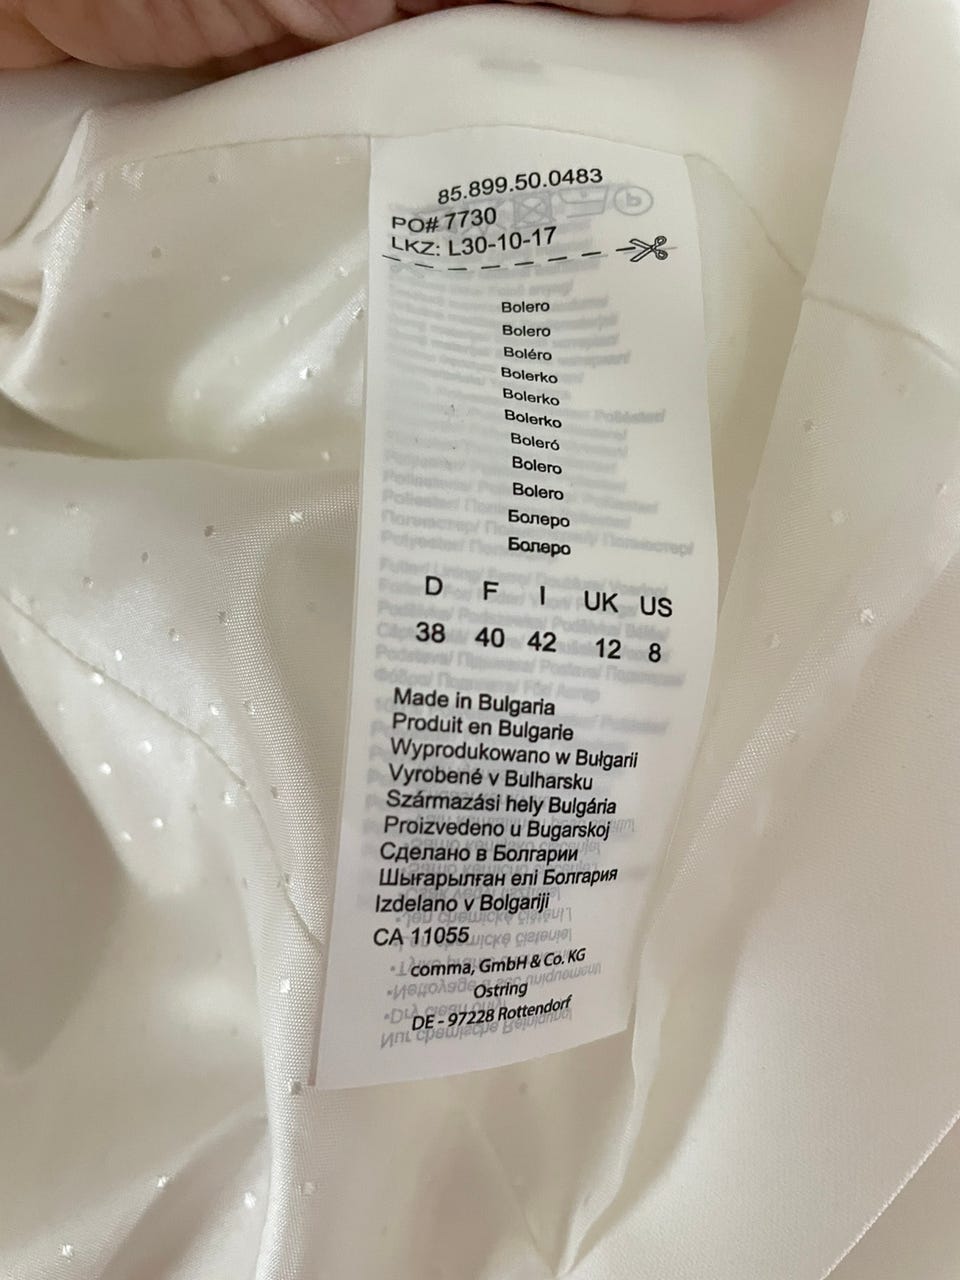 85.899.50.0483
PO# 7730
LKZ: L30-10-17
Bolero
Bolero
Boléro
Bolerko
Bolerko
Bolerko
Boleró
Bolero
Bolero
Болеро
Болеро
D F I UK US
38 40 42 12 8
Made in Bulgaria
Produit en Bulgarie
Wyprodukowano w Bułgarii
Vyrobené v Bulharsku
Származási hely Bulgária
Proizvedeno u Bugarskoj
Сделано в Болгарии
Шығарылған елі Болгария
Izdelano v Bolgariji
CA 11055
comma, GmbH & Co. KG
Ostring
DE - 97228 Rottendorf